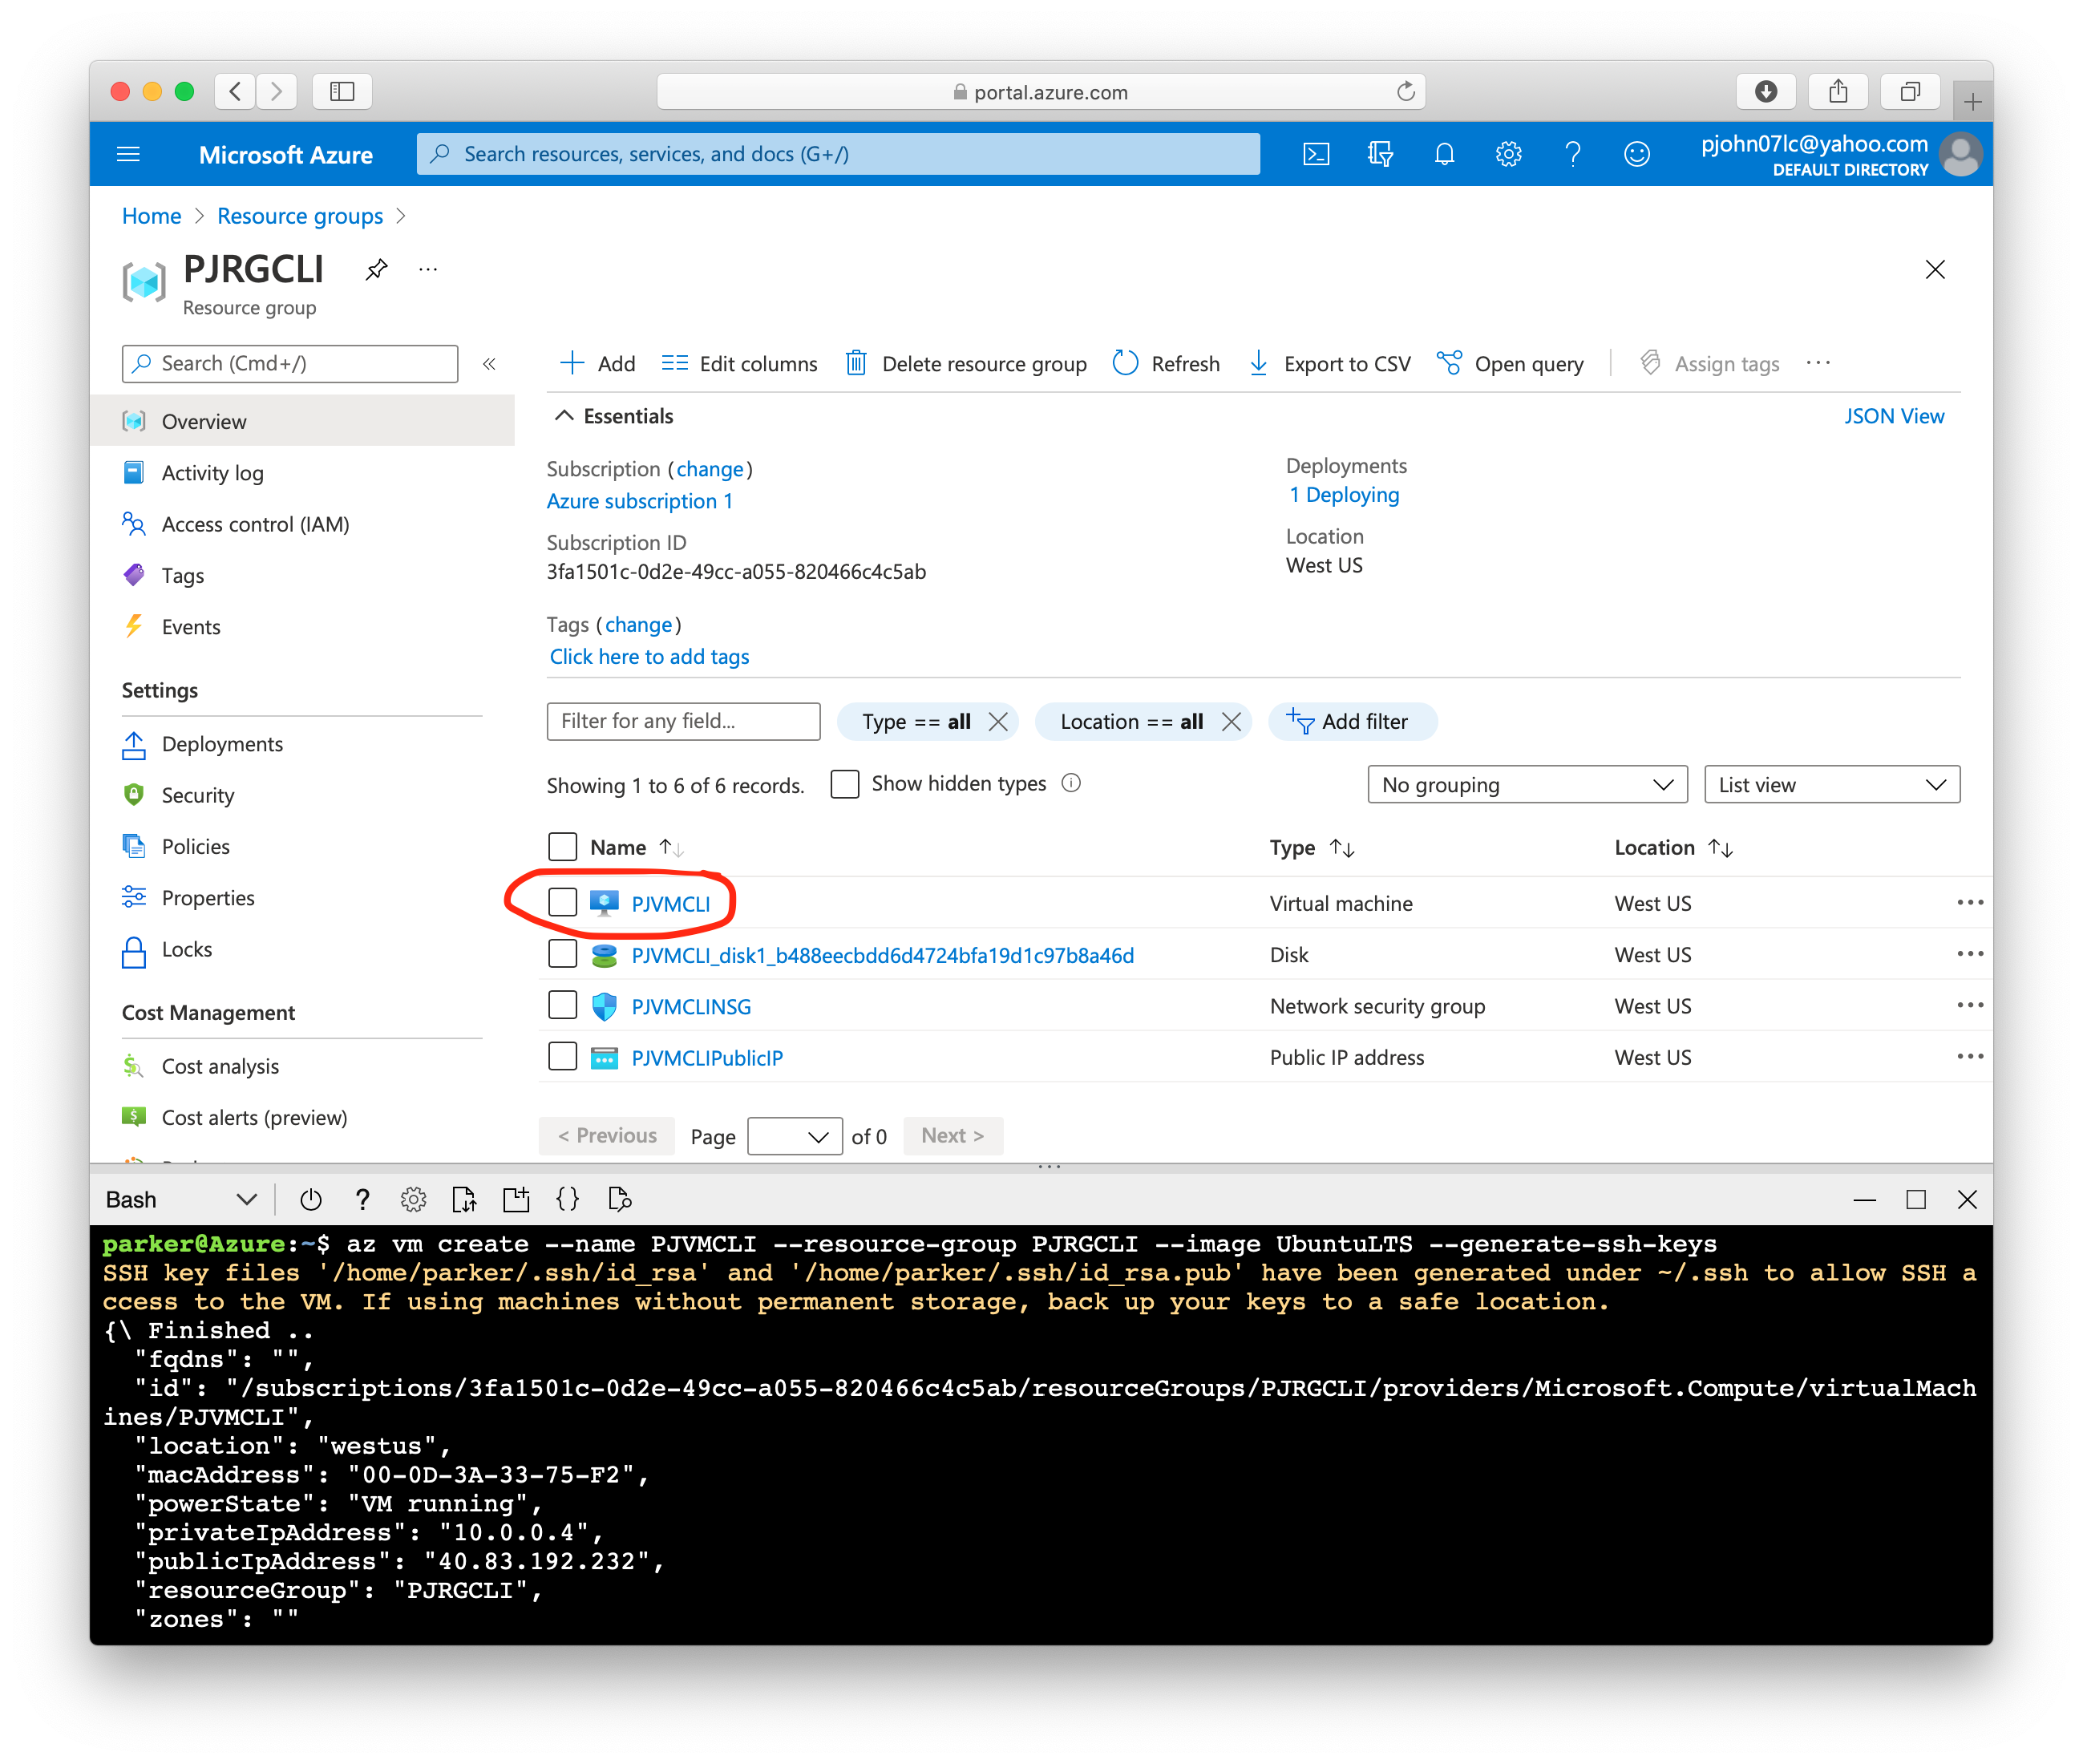 portal.azure.com
Microsoft Azure
Search resources, services, and docs (G+/)
pjohn07lc@yahoo.com
DEFAULT DIRECTORY
Home > Resource groups >
PJRGCLI
Resource group
Search (Cmd+/)
Overview
Activity log
Access control (IAM)
Tags
Events
Settings
Deployments
Security
Policies
Properties
Locks
Cost Management
Cost analysis
Cost alerts (preview)
Add Edit columns Delete resource group Refresh Export to CSV Open query Assign tags
Essentials JSON View
Subscription (change)
Azure subscription 1
Subscription ID
3fa1501c-0d2e-49cc-a055-820466c4c5ab
Tags (change)
Click here to add tags
Deployments
1 Deploying
Location
West US
Filter for any field... Type == all Location == all Add filter
Showing 1 to 6 of 6 records. Show hidden types No grouping List view
Name Type Location
PJVMCLI Virtual machine West US
PJVMCLI_disk1_b488eecbdd6d4724bfa19d1c97b8a46d Disk West US
PJVMCLINSG Network security group West US
PJVMCLIPublicIP Public IP address West US
< Previous Page of 0 Next >
Bash
parker@Azure:~$ az vm create --name PJVMCLI --resource-group PJRGCLI --image UbuntuLTS --generate-ssh-keys
SSH key files '/home/parker/.ssh/id_rsa' and '/home/parker/.ssh/id_rsa.pub' have been generated under ~/.ssh to allow SSH a
ccess to the VM. If using machines without permanent storage, back up your keys to a safe location.
{\ Finished ..
"fqdns": "",
"id": "/subscriptions/3fa1501c-0d2e-49cc-a055-820466c4c5ab/resourceGroups/PJRGCLI/providers/Microsoft.Compute/virtualMach
ines/PJVMCLI",
"location": "westus",
"macAddress": "00-0D-3A-33-75-F2",
"powerState": "VM running",
"privateIpAddress": "10.0.0.4",
"publicIpAddress": "40.83.192.232",
"resourceGroup": "PJRGCLI",
"zones": ""